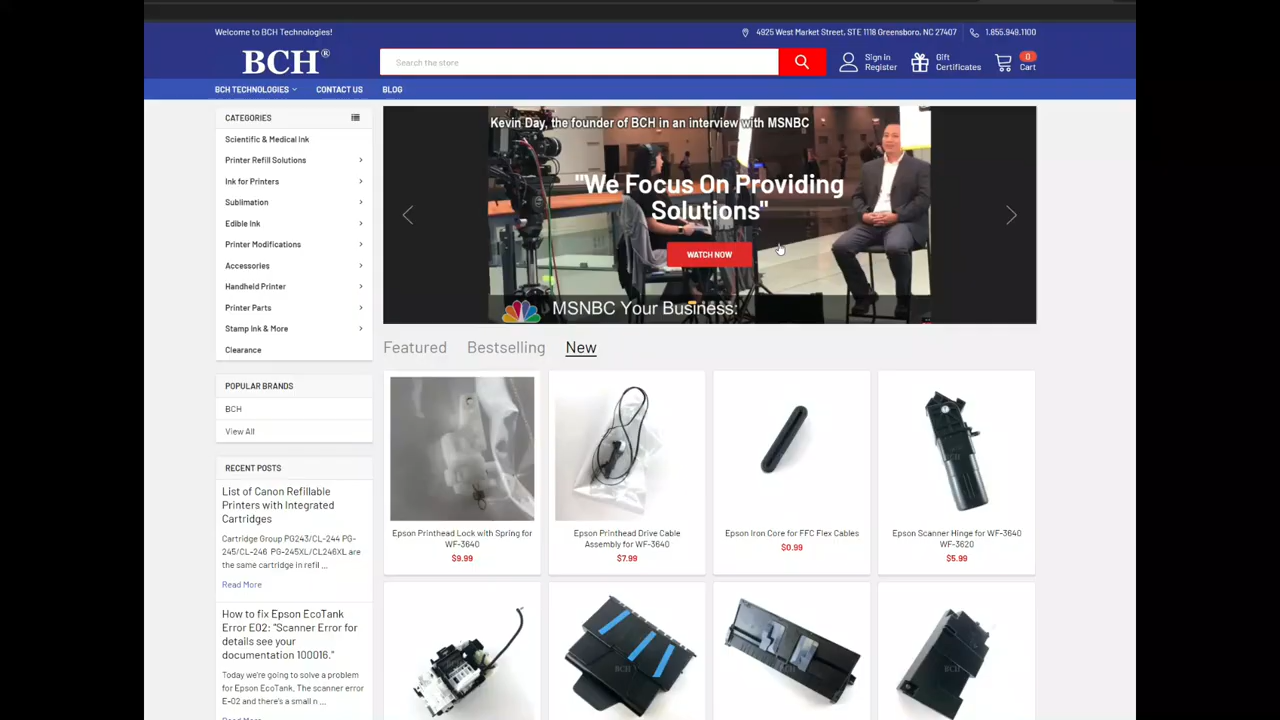 Welcome to BCH Technologies!
4925 West Market Street, STE 1118 Greensboro, NC 27407
1.855.949.1100
BCH®
Search the store
Sign In
Register
Gift
Certificates
0
Cart
BCH TECHNOLOGIES
CONTACT US
BLOG
CATEGORIES
Scientific & Medical Ink
Printer Refill Solutions
Ink for Printers
Sublimation
Edible Ink
Printer Modifications
Accessories
Handheld Printer
Printer Parts
Stamp Ink & More
Clearance
POPULAR BRANDS
BCH
View All
RECENT POSTS
List of Canon Refillable
Printers with Integrated
Cartridges
Cartridge Group PG243/CL-244 PG-
245/CL-246 PG-245XL/CL246XL are
the same cartridge in refil ...
Read More
How to fix Epson EcoTank
Error E02: "Scanner Error for
details see your
documentation 100016."
Today we're going to solve a problem
for Epson EcoTank. The scanner error
E-02 and there's a small n ...
Read More
Kevin Day, the founder of BCH in an interview with MSNBC
"We Focus On Providing
Solutions"
WATCH NOW
MSNBC Your Business:
Featured
Bestselling
New
Epson Printhead Lock with Spring for
WF-3640
$9.99
Epson Printhead Drive Cable
Assembly for WF-3640
$7.99
Epson Iron Core for FFC Flex Cables
$0.99
BCH
Epson Scanner Hinge for WF-3640
WF-3620
$5.99
BCH
BCH
BCH